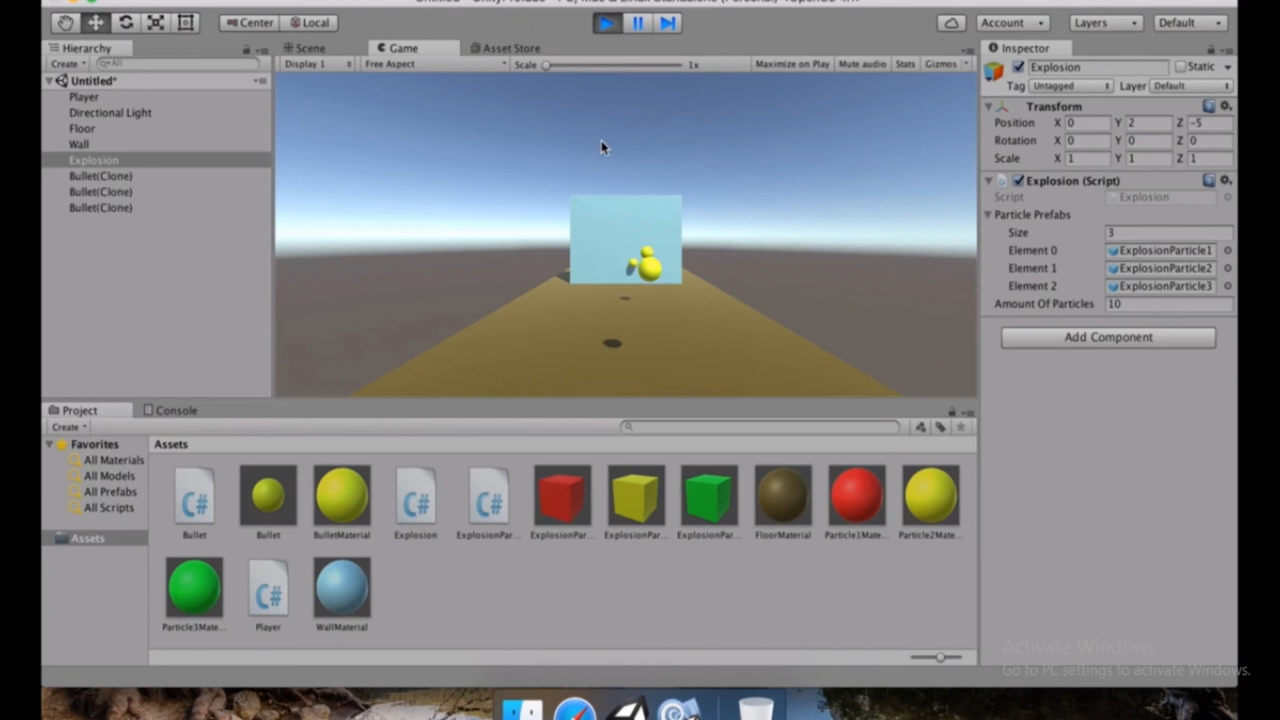 Center
Local
Account
Layers
Default
Hierarchy
Create
All
Untitled*
Player
Directional Light
Floor
Wall
Explosion
Bullet(Clone)
Bullet(Clone)
Bullet(Clone)
Scene
Game
Asset Store
Display 1
Free Aspect
Scale
1x
Maximize on Play
Mute audio
Stats
Gizmos
Inspector
Explosion
Static
Tag Untagged
Layer Default
Transform
Position X 0 Y 2 Z -5
Rotation X 0 Y 0 Z 0
Scale X 1 Y 1 Z 1
Explosion (Script)
Script Explosion
Particle Prefabs
Size 3
Element 0 ExplosionParticle1
Element 1 ExplosionParticle2
Element 2 ExplosionParticle3
Amount Of Particles 10
Add Component
Project
Console
Create
Favorites
All Materials
All Models
All Prefabs
All Scripts
Assets
Assets
C# C# C#
Bullet Bullet BulletMaterial Explosion ExplosionPar... ExplosionPar... ExplosionPar... ExplosionPar... FloorMaterial Particle1Mate... Particle2Mate...
C#
Particle3Mate... Player WallMaterial
Activate Windows
Go to PC settings to activate Windows.